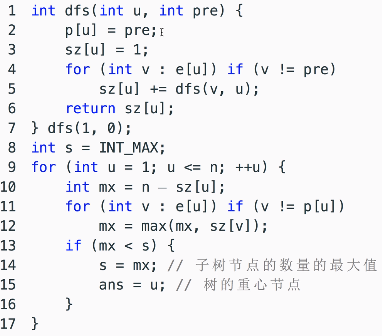 1 int dfs(int u, int pre) {
2     p[u] = pre;
3     sz[u] = 1;
4     for (int v : e[u]) if (v != pre)
5         sz[u] += dfs(v, u);
6     return sz[u];
7 } dfs(1, 0);
8 int s = INT_MAX;
9 for (int u = 1; u <= n; ++u) {
10     int mx = n – sz[u];
11     for (int v : e[u]) if (v != p[u])
12         mx = max(mx, sz[v]);
13     if (mx < s) {
14         s = mx; // 子树节点的数量的最大值
15         ans = u; // 树的重心节点
16     }
17 }